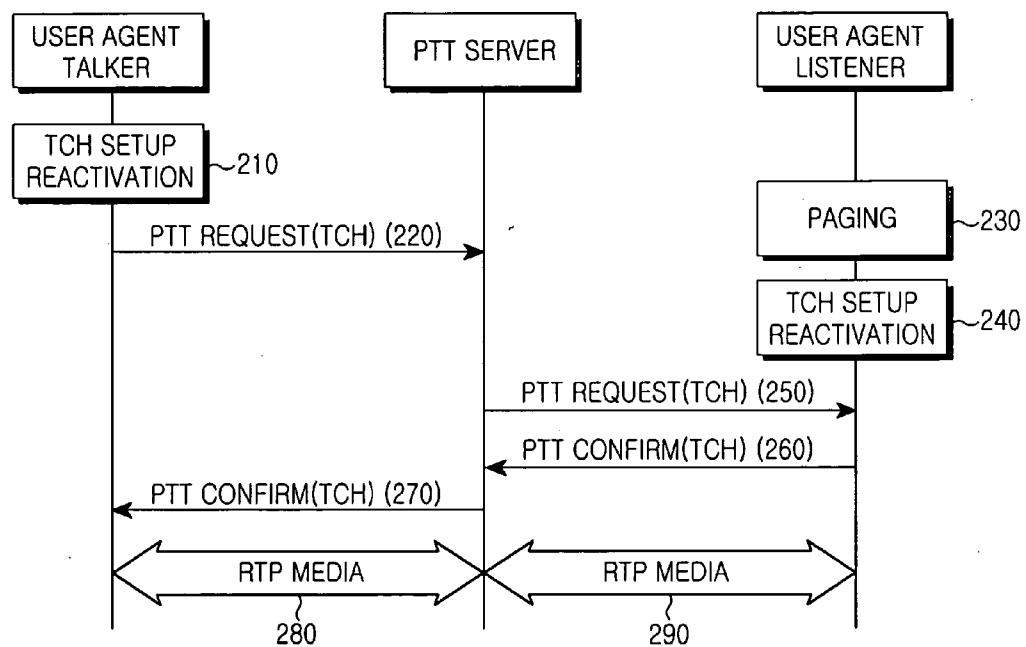 USER AGENT
TALKER
PTT SERVER
USER AGENT
LISTENER
TCH SETUP
REACTIVATION
210
PTT REQUEST(TCH) (220)
PAGING
230
TCH SETUP
REACTIVATION
240
PTT REQUEST(TCH) (250)
PTT CONFIRM(TCH) (260)
PTT CONFIRM(TCH) (270)
RTP MEDIA
RTP MEDIA
280
290